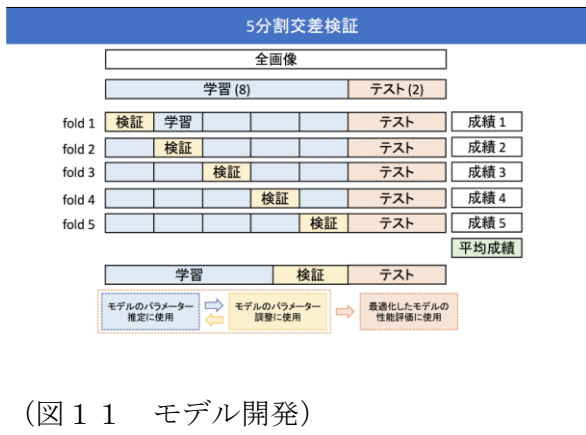 5分割交差検証
全画像
学習 (8) テスト (2)
fold 1 検証 学習 テスト 成績 1
fold 2 検証 テスト 成績 2
fold 3 検証 テスト 成績 3
fold 4 検証 テスト 成績 4
fold 5 検証 テスト 成績 5
平均成績
学習 検証 テスト
モデルのパラメーター
推定に使用
モデルのパラメーター
調整に使用
最適化したモデルの
性能評価に使用
(図11 モデル開発)